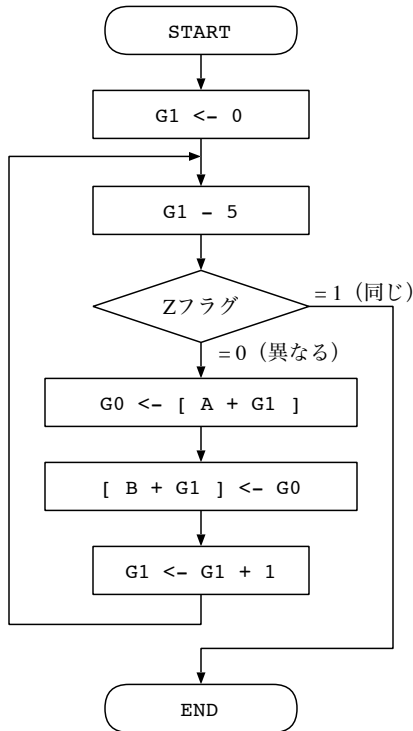 START
G1 <- 0
G1 - 5
Zフラグ
= 1（同じ）
= 0（異なる）
G0 <- [ A + G1 ]
[ B + G1 ] <- G0
G1 <- G1 + 1
END